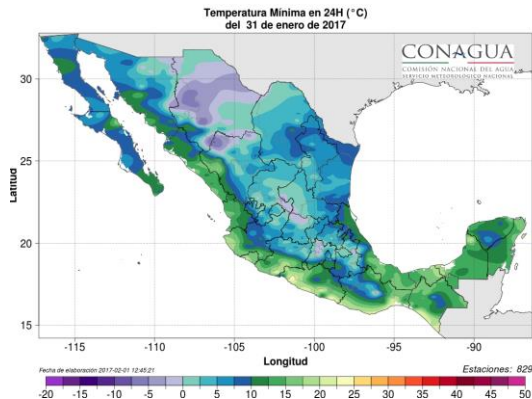 Temperatura Mínima en 24H (°C)
del 31 de enero de 2017
CONAGUA
COMISIÓN NACIONAL DEL AGUA
SERVICIO METEOROLÓGICO NACIONAL
Latitud
30
25
20
15
-115 -110 -105 -100 -95 -90
Longitud
Fecha de elaboración 2017-02-01 12:45:21
Estaciones: 829
-20 -15 -10 -5 0 5 10 15 20 25 30 35 40 45